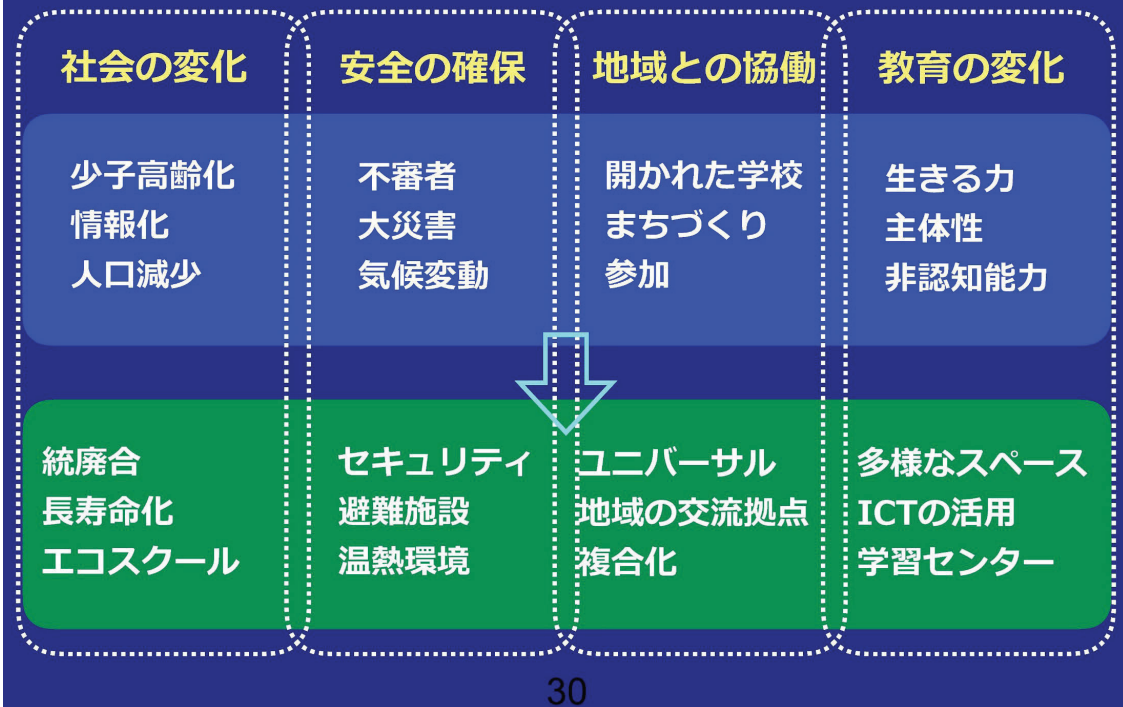 社会の変化
安全の確保
地域との協働
教育の変化
少子高齢化
情報化
人口減少
不審者
大災害
気候変動
開かれた学校
まちづくり
参加
生きる力
主体性
非認知能力
統廃合
長寿命化
エコスクール
セキュリティ
避難施設
温熱環境
ユニバーサル
地域の交流拠点
複合化
多様なスペース
ICTの活用
学習センター
30